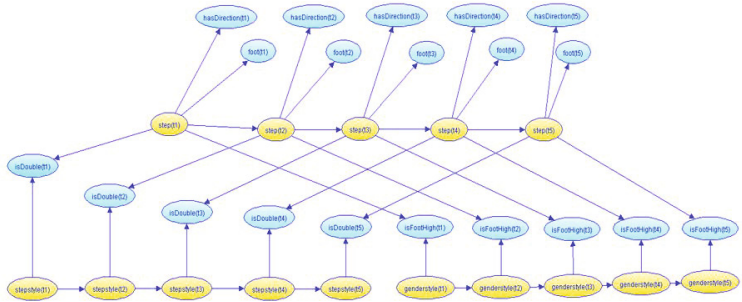 hasDirection(t1) hasDirection(t2) hasDirection(t3) hasDirection(t4) hasDirection(t5)
foot(t1) foot(t2) foot(t3) foot(t4) foot(t5)
step(t1) step(t2) step(t3) step(t4) step(t5)
isDouble(t1) isDouble(t2) isDouble(t3) isDouble(t4) isDouble(t5) isFootHigh(t1) isFootHigh(t2) isFootHigh(t3) isFootHigh(t4) isFootHigh(t5)
stepstyle(t1) stepstyle(t2) stepstyle(t3) stepstyle(t4) stepstyle(t5) genderstyle(t1) genderstyle(t2) genderstyle(t3) genderstyle(t4) genderstyle(t5)